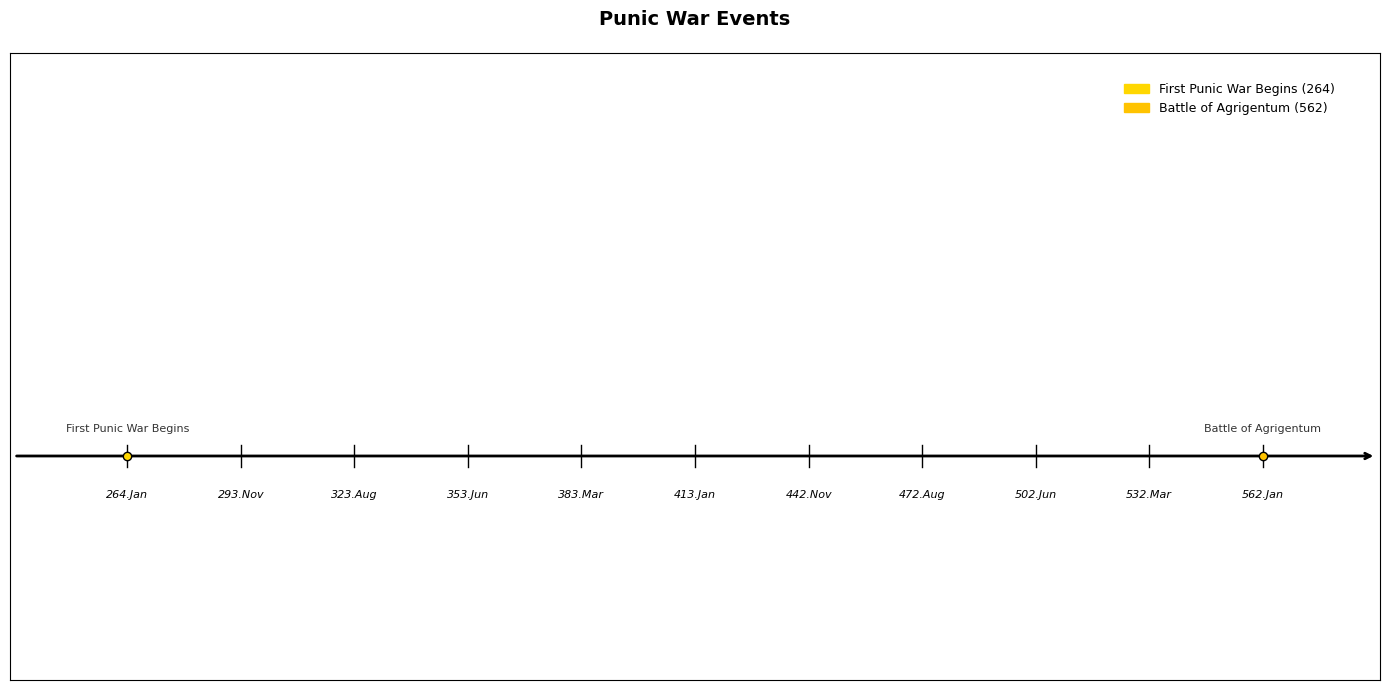 Punic War Events
First Punic War Begins (264)
Battle of Agrigentum (562)
First Punic War Begins
Battle of Agrigentum
264.Jan
293.Nov
323.Aug
353.Jun
383.Mar
413.Jan
442.Nov
472.Aug
502.Jun
532.Mar
562.Jan